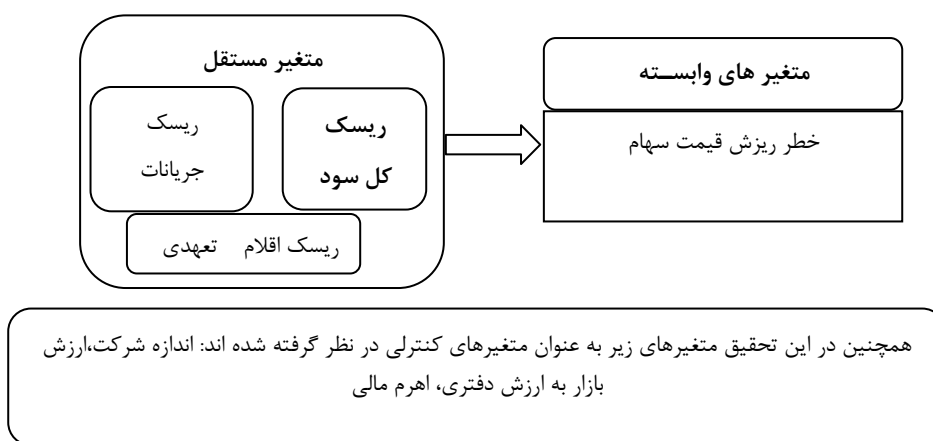 متغیر مستقل
ریسک
کل سود
ریسک
جریانات
ریسک اقلام تعهدی
متغیر های وابسته
خطر ریزش قیمت سهام
همچنین در این تحقیق متغیرهای زیر به عنوان متغیرهای کنترلی در نظر گرفته شده اند: اندازه شرکت،ارزش
بازار به ارزش دفتری، اهرم مالی